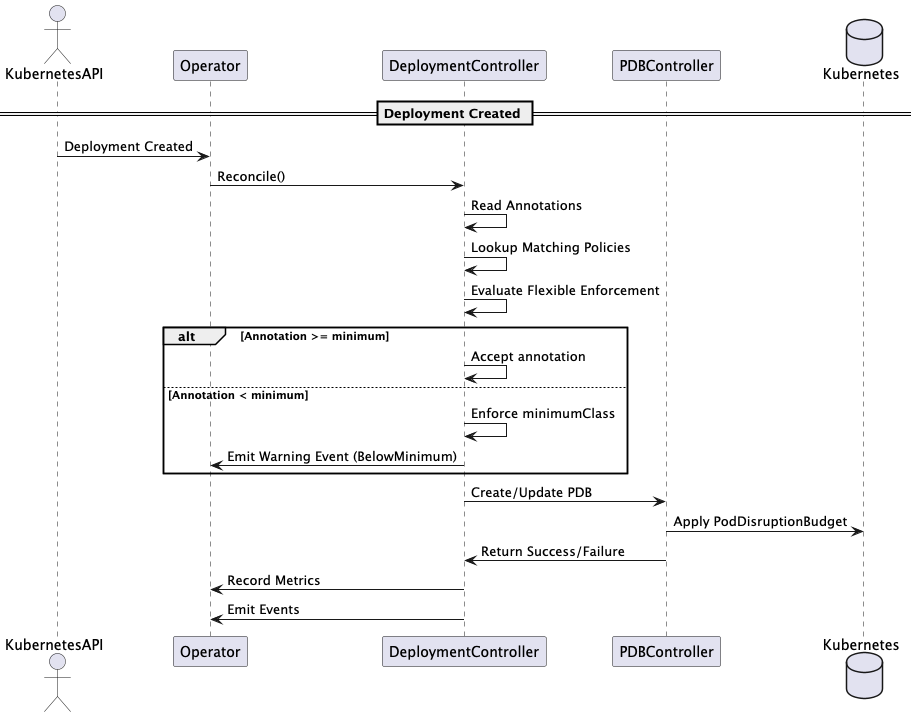 KubernetesAPI
Operator
DeploymentController
PDBController
Kubernetes
Deployment Created
Deployment Created
Reconcile()
Read Annotations
Lookup Matching Policies
Evaluate Flexible Enforcement
alt
[Annotation >= minimum]
Accept annotation
[Annotation < minimum]
Enforce minimumClass
Emit Warning Event (BelowMinimum)
Create/Update PDB
Apply PodDisruptionBudget
Return Success/Failure
Record Metrics
Emit Events
KubernetesAPI
Operator
DeploymentController
PDBController
Kubernetes